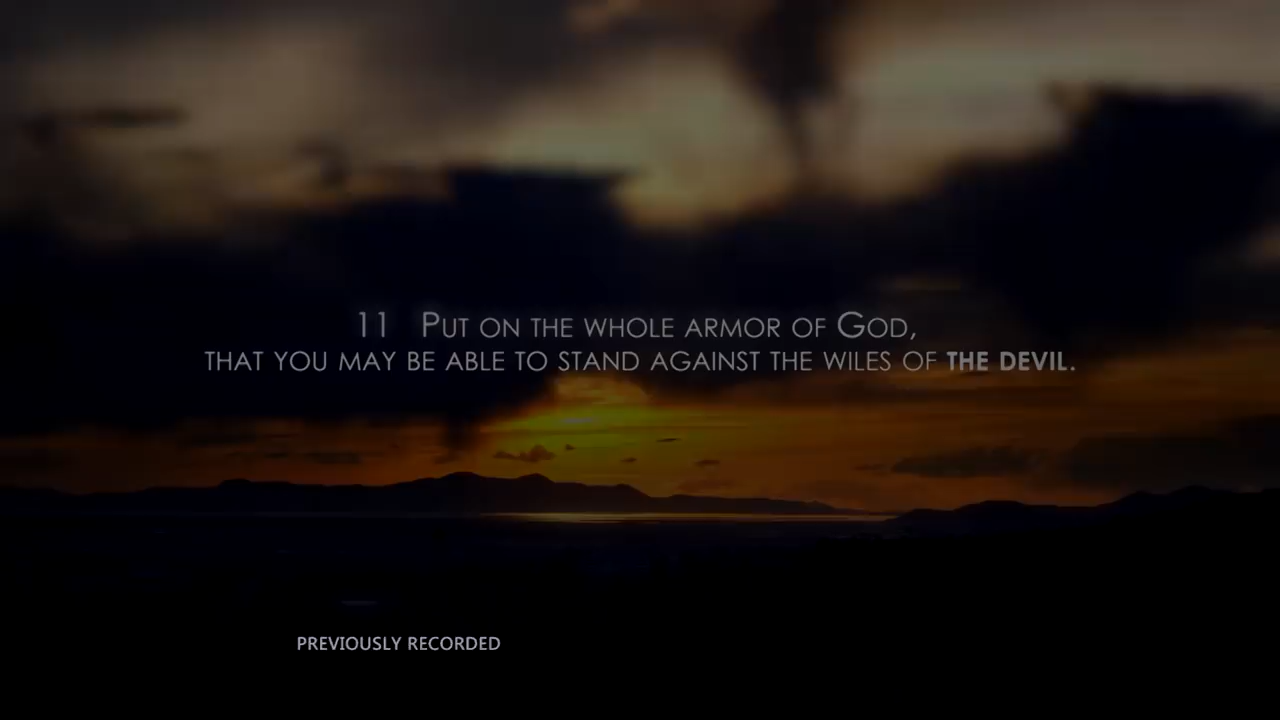 11 Put on the whole armor of God,
that you may be able to stand against the wiles of the devil.
PREVIOUSLY RECORDED